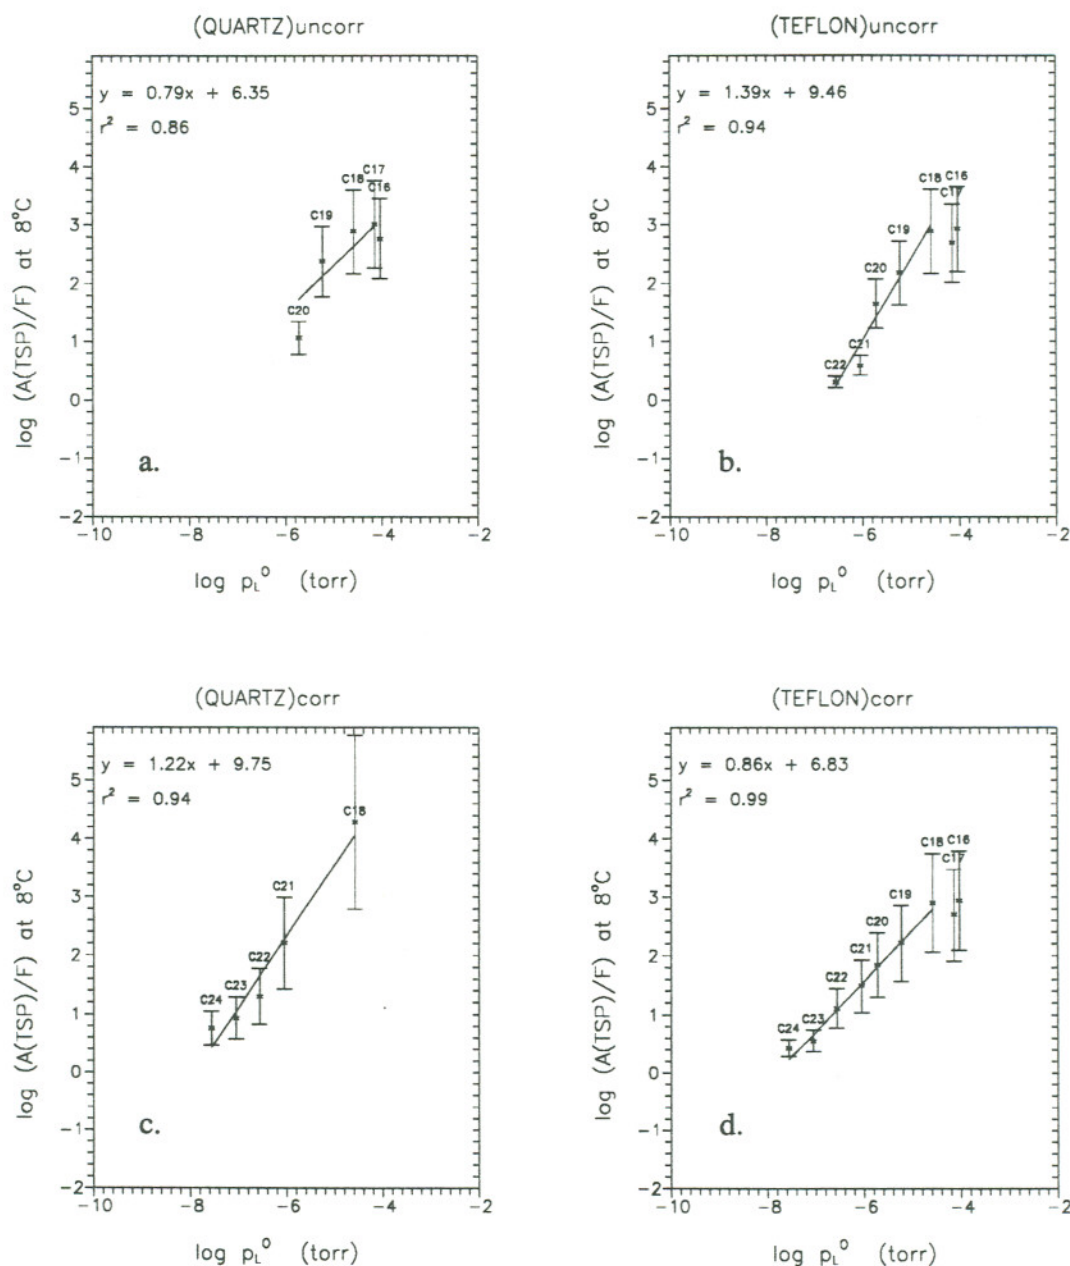 (QUARTZ)uncorr
y = 0.79x + 6.35
r² = 0.86
5
4
3
2
1
0
−1
−2
C17
C18
C16
C19
C20
a.
log (A(TSP)/F) at 8°C
−10
−8
−6
−4
−2
log p_L^o (torr)
(TEFLON)uncorr
y = 1.39x + 9.46
r² = 0.94
5
4
3
2
1
0
−1
−2
C18
C16
C17
C19
C20
C21
C22
b.
log (A(TSP)/F) at 8°C
−10
−8
−6
−4
−2
log p_L^o (torr)
(QUARTZ)corr
y = 1.22x + 9.75
r² = 0.94
5
4
3
2
1
0
−1
−2
C18
C21
C22
C23
C24
c.
log (A(TSP)/F) at 8°C
−10
−8
−6
−4
−2
log p_L^o (torr)
(TEFLON)corr
y = 0.86x + 6.83
r² = 0.99
5
4
3
2
1
0
−1
−2
C18
C16
C17
C19
C20
C21
C22
C23
C24
d.
log (A(TSP)/F) at 8°C
−10
−8
−6
−4
−2
log p_L^o (torr)